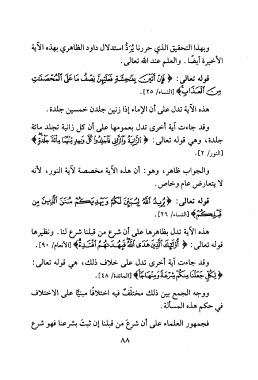 وبهذا التحقيق الذي حررنا يُرَدُّ استدلال داود الظاهري بهذه الآية
الأخيرة أيضًا. والعلم عند الله تعالى.
قوله تعالى: ﴿فَإِنْ أَتَيْنَ بِفَٰحِشَةٍ فَعَلَيْهِنَّ نِصْفُ مَا عَلَى ٱلْمُحْصَنَٰتِ
مِنَ ٱلْعَذَابِ﴾ [النساء/ ٢٥].
هذه الآية تدل على أن الإماء إذا زنين جلدن خمسين جلدة.
وقد جاءت آية أخرى تدل بعمومها على أن كل زانية تجلد مائة
جلدة، وهي قوله تعالى: ﴿ٱلزَّانِيَةُ وَٱلزَّانِي فَٱجْلِدُوا۟ كُلَّ وَٰحِدٍ مِّنْهُمَا مِا۟ئَةَ جَلْدَةٍ﴾
[النور/ ٢].
والجواب ظاهر، وهو: أن هذه الآية مخصصة لآية النور، لأنه
لا يتعارض عام وخاص.
قوله تعالى: ﴿يُرِيدُ ٱللَّهُ لِيُبَيِّنَ لَكُمْ وَيَهْدِيَكُمْ سُنَنَ ٱلَّذِينَ مِن
قَبْلِكُمْ﴾ [النساء/ ٢٦].
هذه الآية تدل بظاهرها على أن شرع من قبلنا شرع لنا. ونظيرها
قوله تعالى: ﴿أُو۟لَٰٓئِكَ ٱلَّذِينَ هَدَى ٱللَّهُ فَبِهُدَىٰهُمُ ٱقْتَدِهْ﴾ [الأنعام/ ٩٠].
وقد جاءت آية أخرى تدل على خلاف ذلك، هي قوله تعالى:
﴿لِكُلٍّ جَعَلْنَا مِنكُمْ شِرْعَةً وَمِنْهَاجًا﴾ [المائدة/ ٤٨].
ووجه الجمع بين ذلك مختلَفٌ فيه اختلافًا مبنيًّا على الاختلاف
في حكم هذه المسألة.
فجمهور العلماء على أن شرعَ من قبلنا إن ثبتَ بشرعنا فهو شرع
٨٨